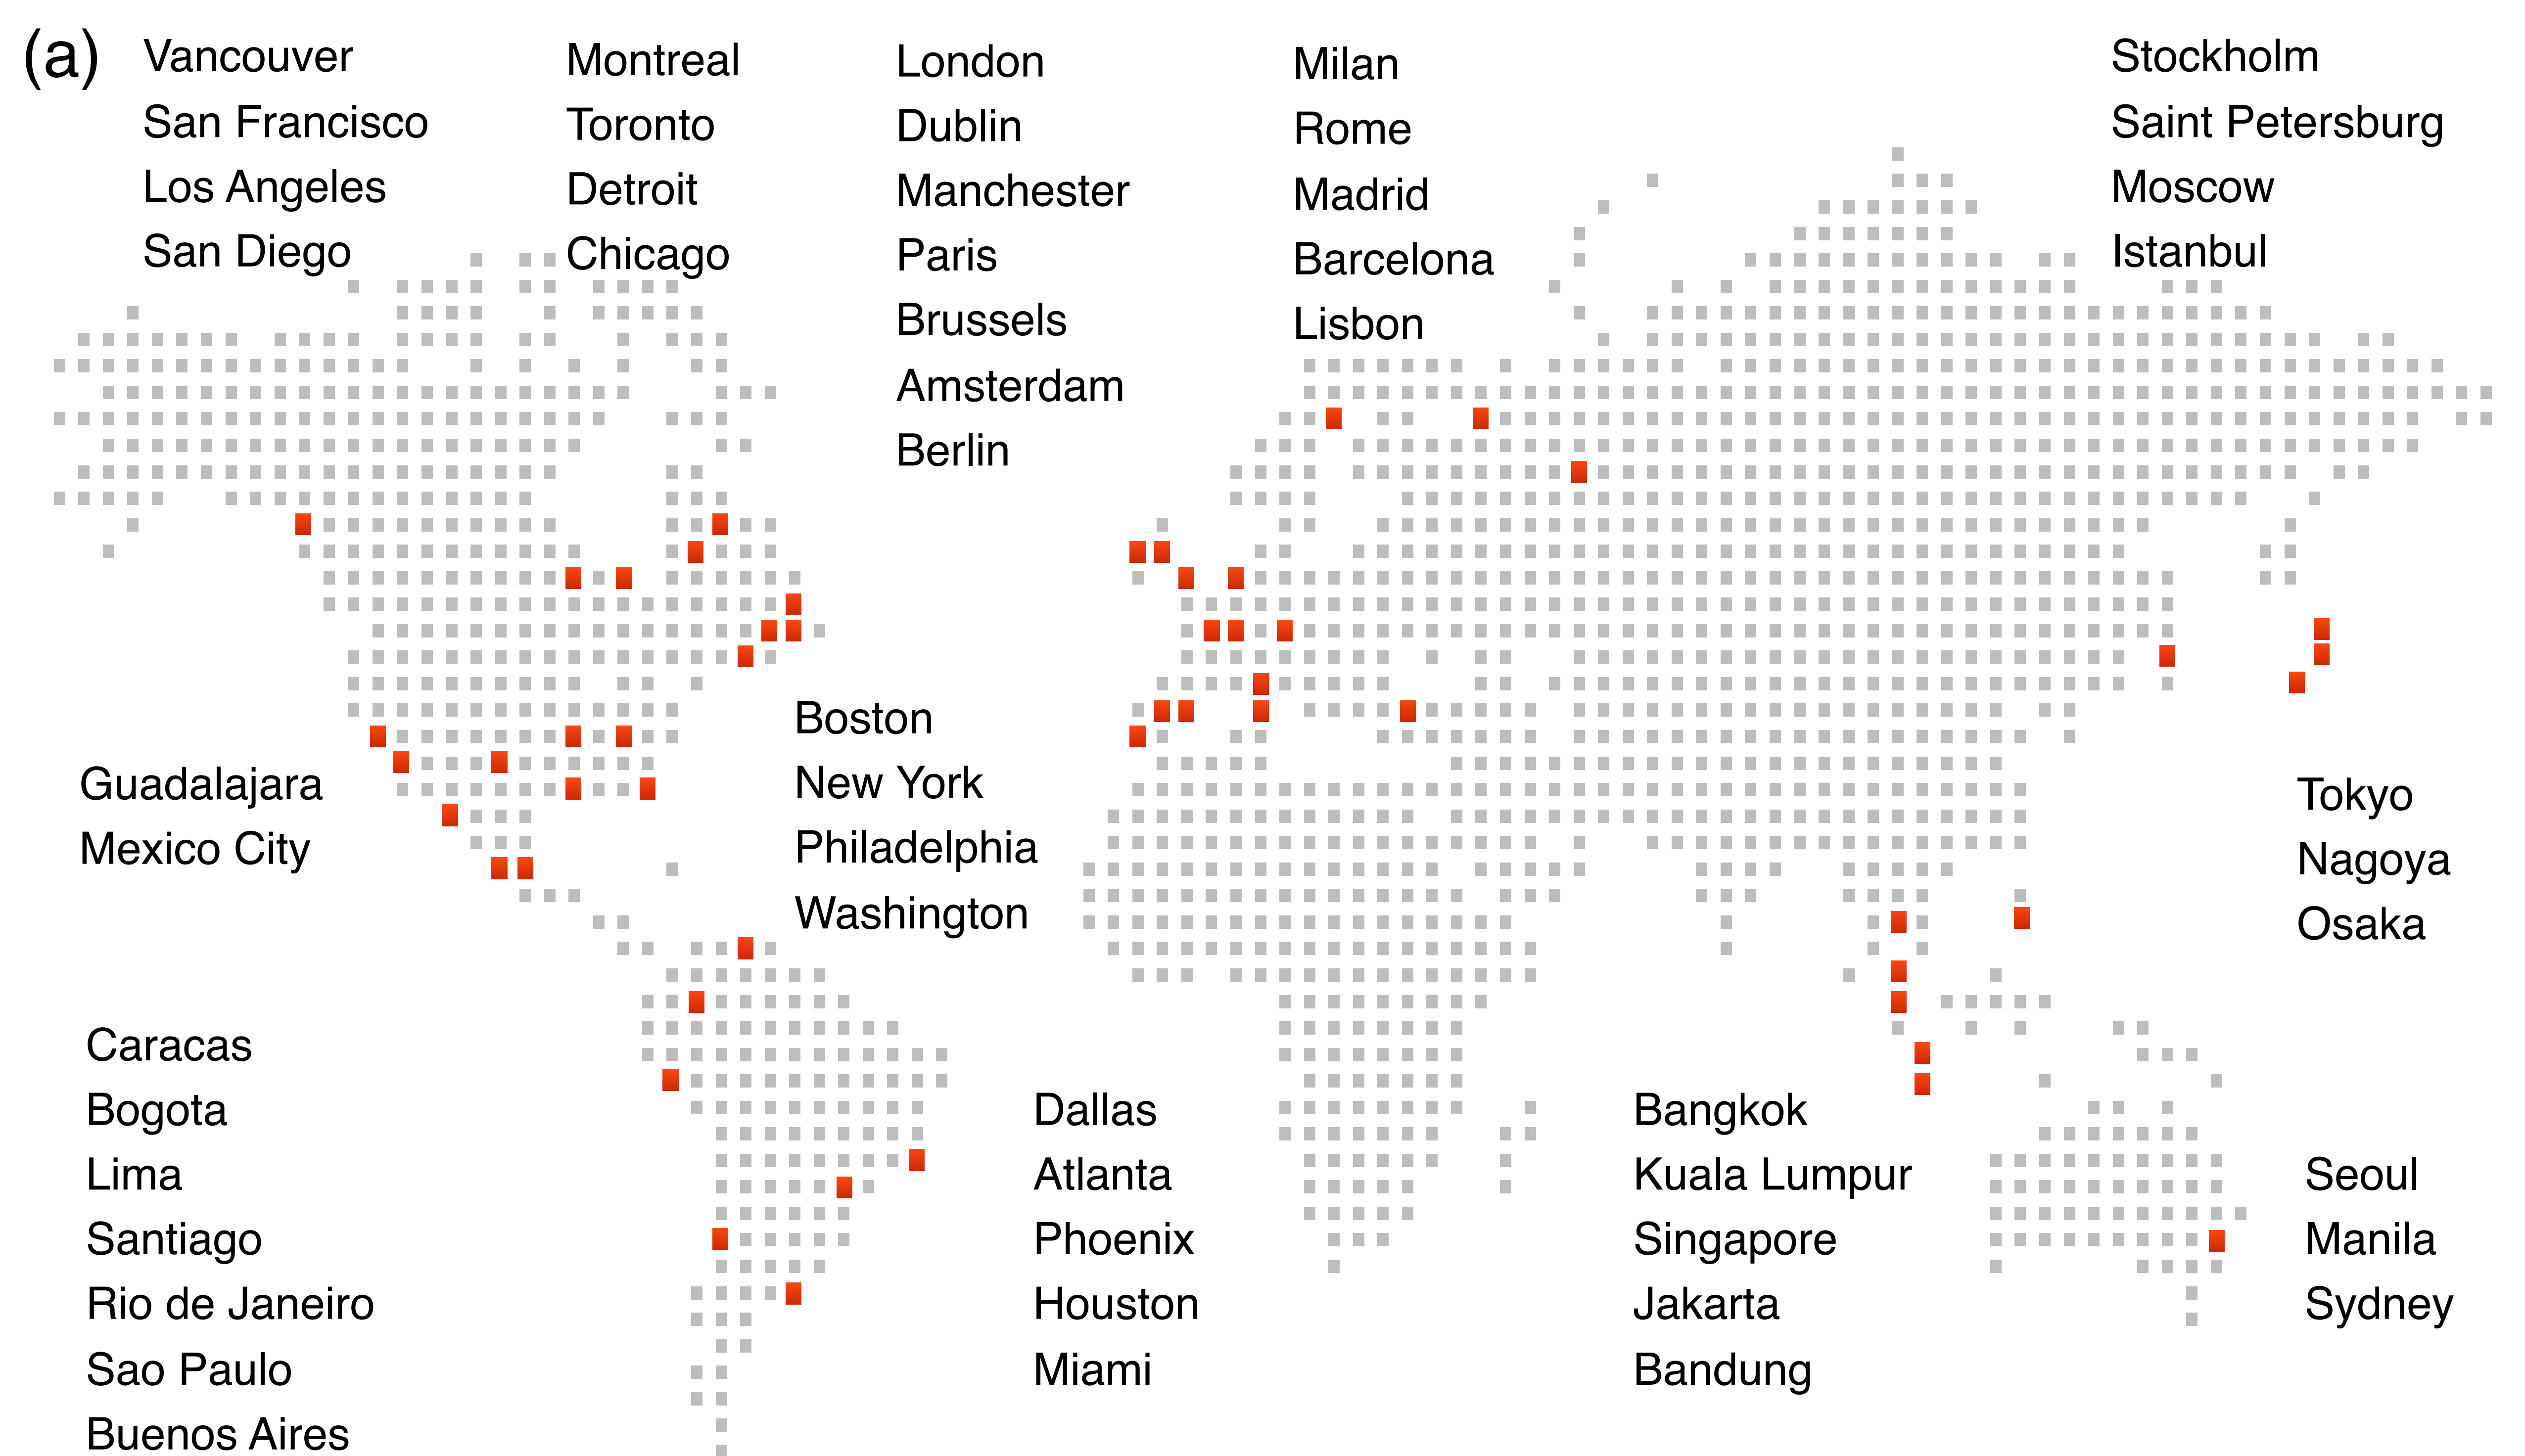 (a)
Vancouver
San Francisco
Los Angeles
San Diego
Montreal
Toronto
Detroit
Chicago
London
Dublin
Manchester
Paris
Brussels
Amsterdam
Berlin
Milan
Rome
Madrid
Barcelona
Lisbon
Stockholm
Saint Petersburg
Moscow
Istanbul
Guadalajara
Mexico City
Boston
New York
Philadelphia
Washington
Tokyo
Nagoya
Osaka
Caracas
Bogota
Lima
Santiago
Rio de Janeiro
Sao Paulo
Buenos Aires
Dallas
Atlanta
Phoenix
Houston
Miami
Bangkok
Kuala Lumpur
Singapore
Jakarta
Bandung
Seoul
Manila
Sydney